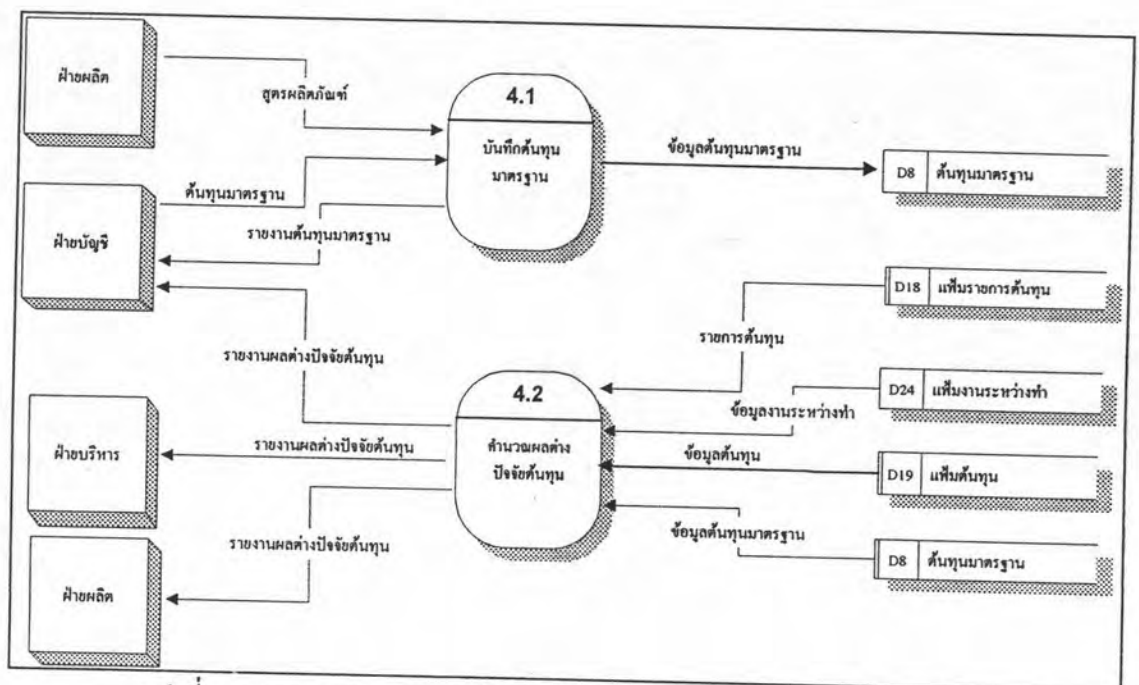 ฝ่ายผลิต
สูตรผลิตภัณฑ์
4.1
บันทึกต้นทุน
มาตรฐาน
ข้อมูลต้นทุนมาตรฐาน
D8 ต้นทุนมาตรฐาน
ต้นทุนมาตรฐาน
ฝ่ายบัญชี
รายงานต้นทุนมาตรฐาน
D18 แฟ้มรายการต้นทุน
รายการต้นทุน
รายงานผลต่างปัจจัยต้นทุน
4.2
คำนวณผลต่าง
ปัจจัยต้นทุน
D24 แฟ้มงานระหว่างทำ
ข้อมูลงานระหว่างทำ
ฝ่ายบริหาร
รายงานผลต่างปัจจัยต้นทุน
ข้อมูลต้นทุน
D19 แฟ้มต้นทุน
ข้อมูลต้นทุนมาตรฐาน
รายงานผลต่างปัจจัยต้นทุน
D8 ต้นทุนมาตรฐาน
ฝ่ายผลิต